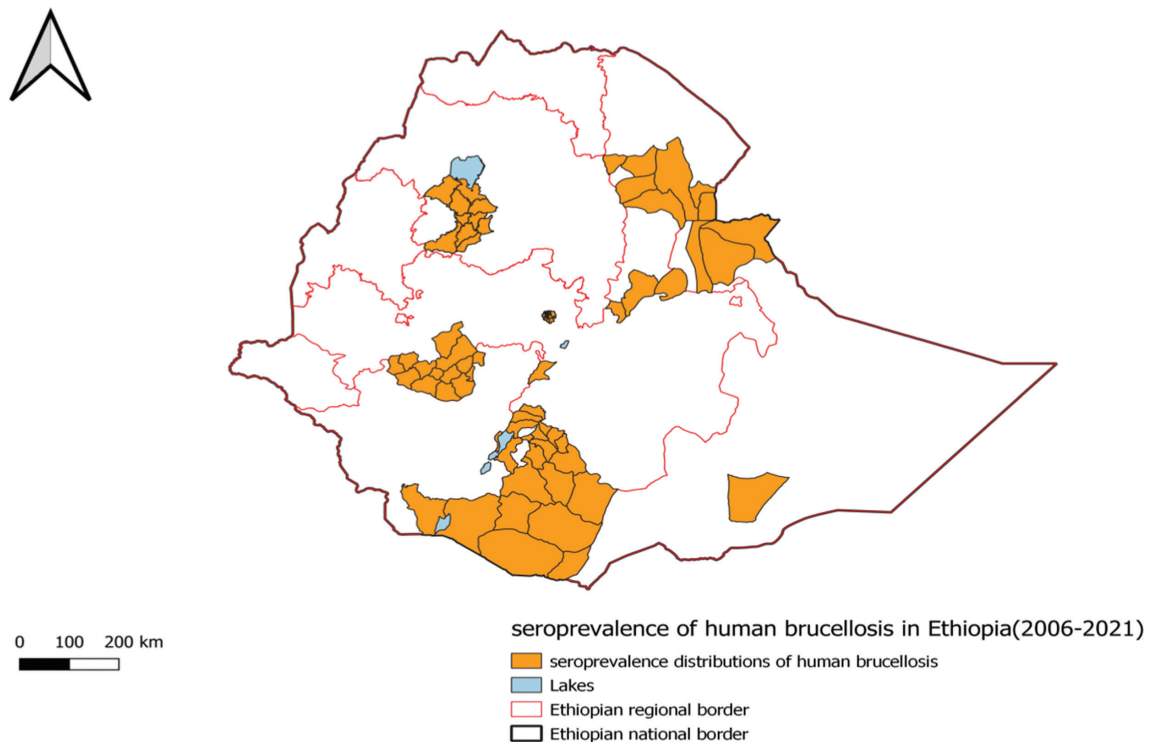 0 100 200 km
seroprevalence of human brucellosis in Ethiopia(2006-2021)
seroprevalence distributions of human brucellosis
Lakes
Ethiopian regional border
Ethiopian national border